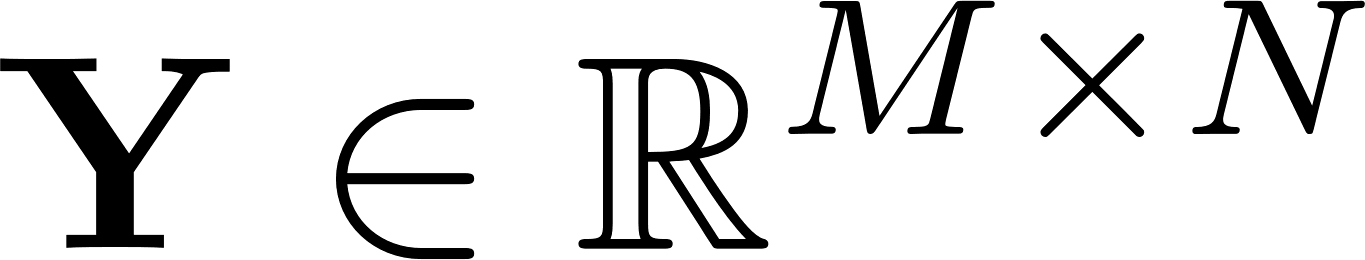 𝐘 ∈ ℝ^{M×N}